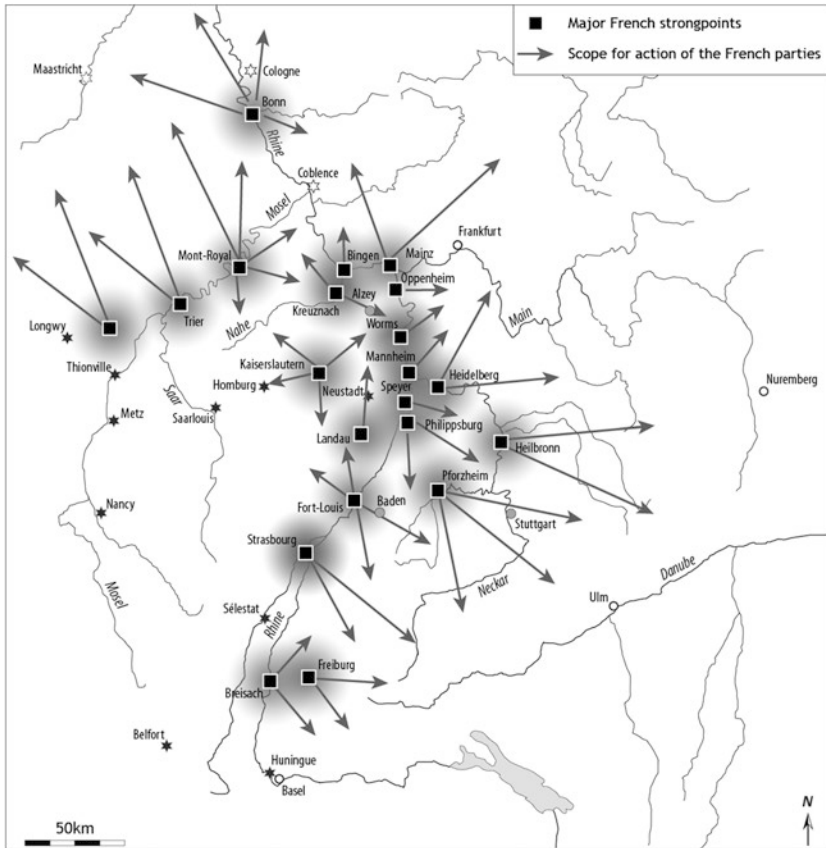 Major French strongpoints
Scope for action of the French parties
Maastricht
Cologne
Bonn
Rhine
Coblence
Mosel
Mont-Royal
Frankfurt
Bingen
Mainz
Oppenheim
Trier
Kreuznach
Alzey
Longwy
Nahe
Worms
Main
Thionville
Mannheim
Kaiserslautern
Heidelberg
Saar
Homburg
Neustadt
Speyer
Nuremberg
Metz
Saarlouis
Philippsburg
Landau
Heilbronn
Pforzheim
Nancy
Fort-Louis
Baden
Stuttgart
Strasbourg
Danube
Mosel
Neckar
Ulm
Sélestat
Rhine
Freiburg
Breisach
Belfort
Huningue
Basel
N
50km